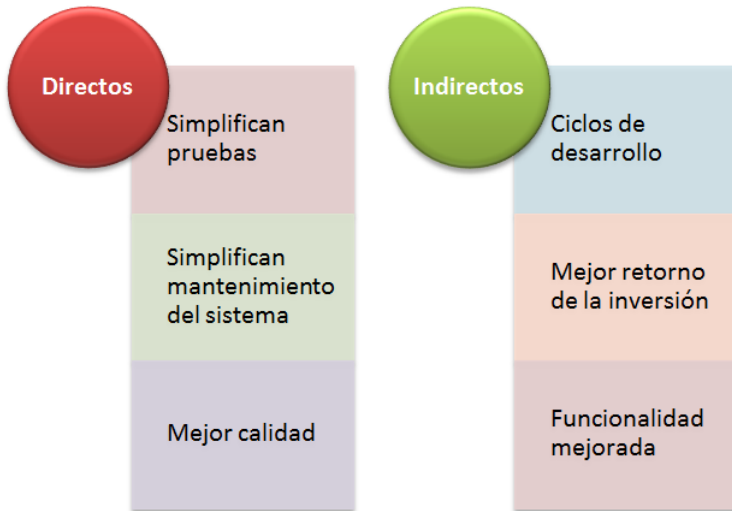 Directos
Simplifican
pruebas
Simplifican
mantenimiento
del sistema
Mejor calidad
Indirectos
Ciclos de
desarrollo
Mejor retorno
de la inversión
Funcionalidad
mejorada